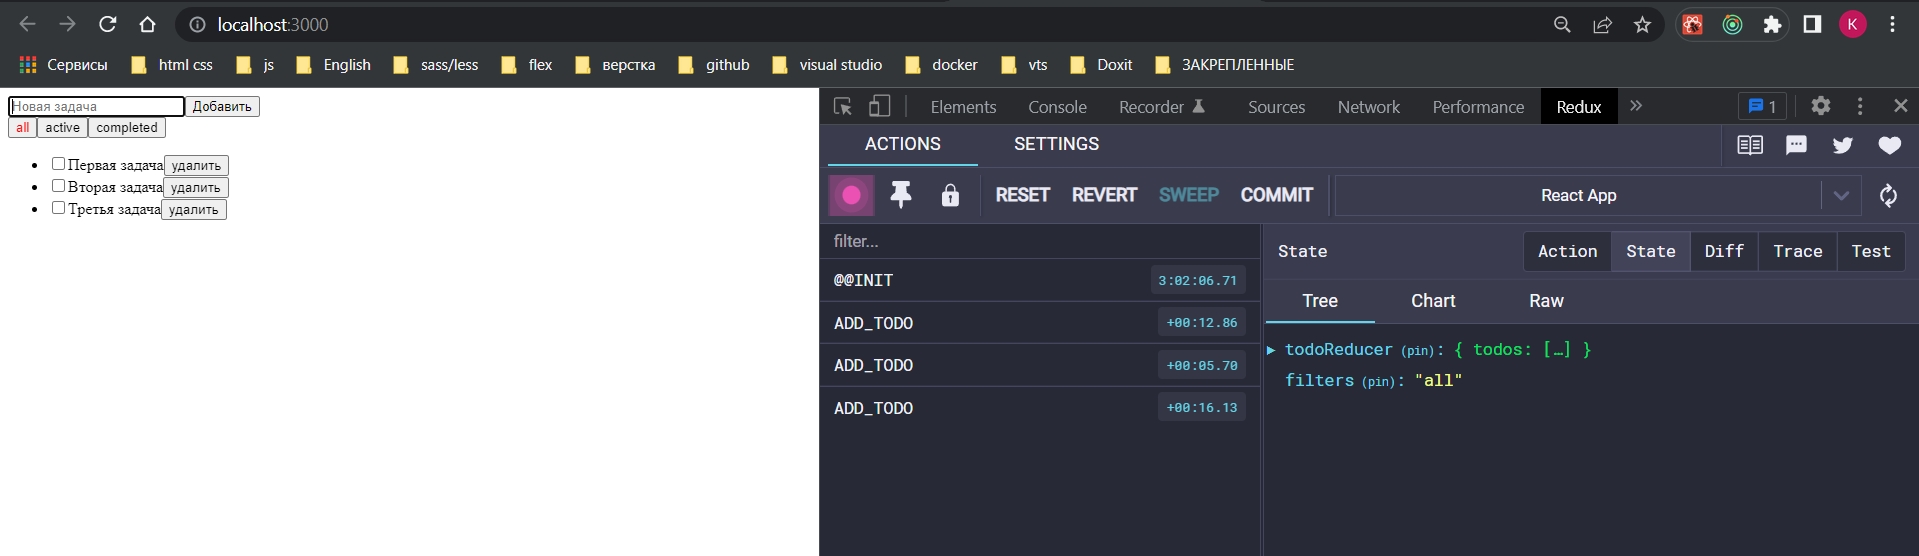 localhost:3000
K
Сервисы html css js English sass/less flex верстка github visual studio docker vts Doxit ЗАКРЕПЛЕННЫЕ
Новая задача Добавить
all active completed
Первая задача удалить
Вторая задача удалить
Третья задача удалить
Elements Console Recorder Sources Network Performance Redux » 1
ACTIONS SETTINGS
RESET REVERT SWEEP COMMIT React App
filter...
@@INIT 3:02:06.71
ADD_TODO +00:12.86
ADD_TODO +00:05.70
ADD_TODO +00:16.13
State Action State Diff Trace Test
Tree Chart Raw
todoReducer (pin): { todos: […] }
filters (pin): "all"